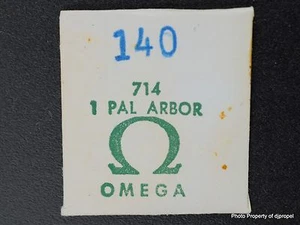 140
714
1 PAL ARBOR
Ω
OMEGA
Photo Property of djpropel